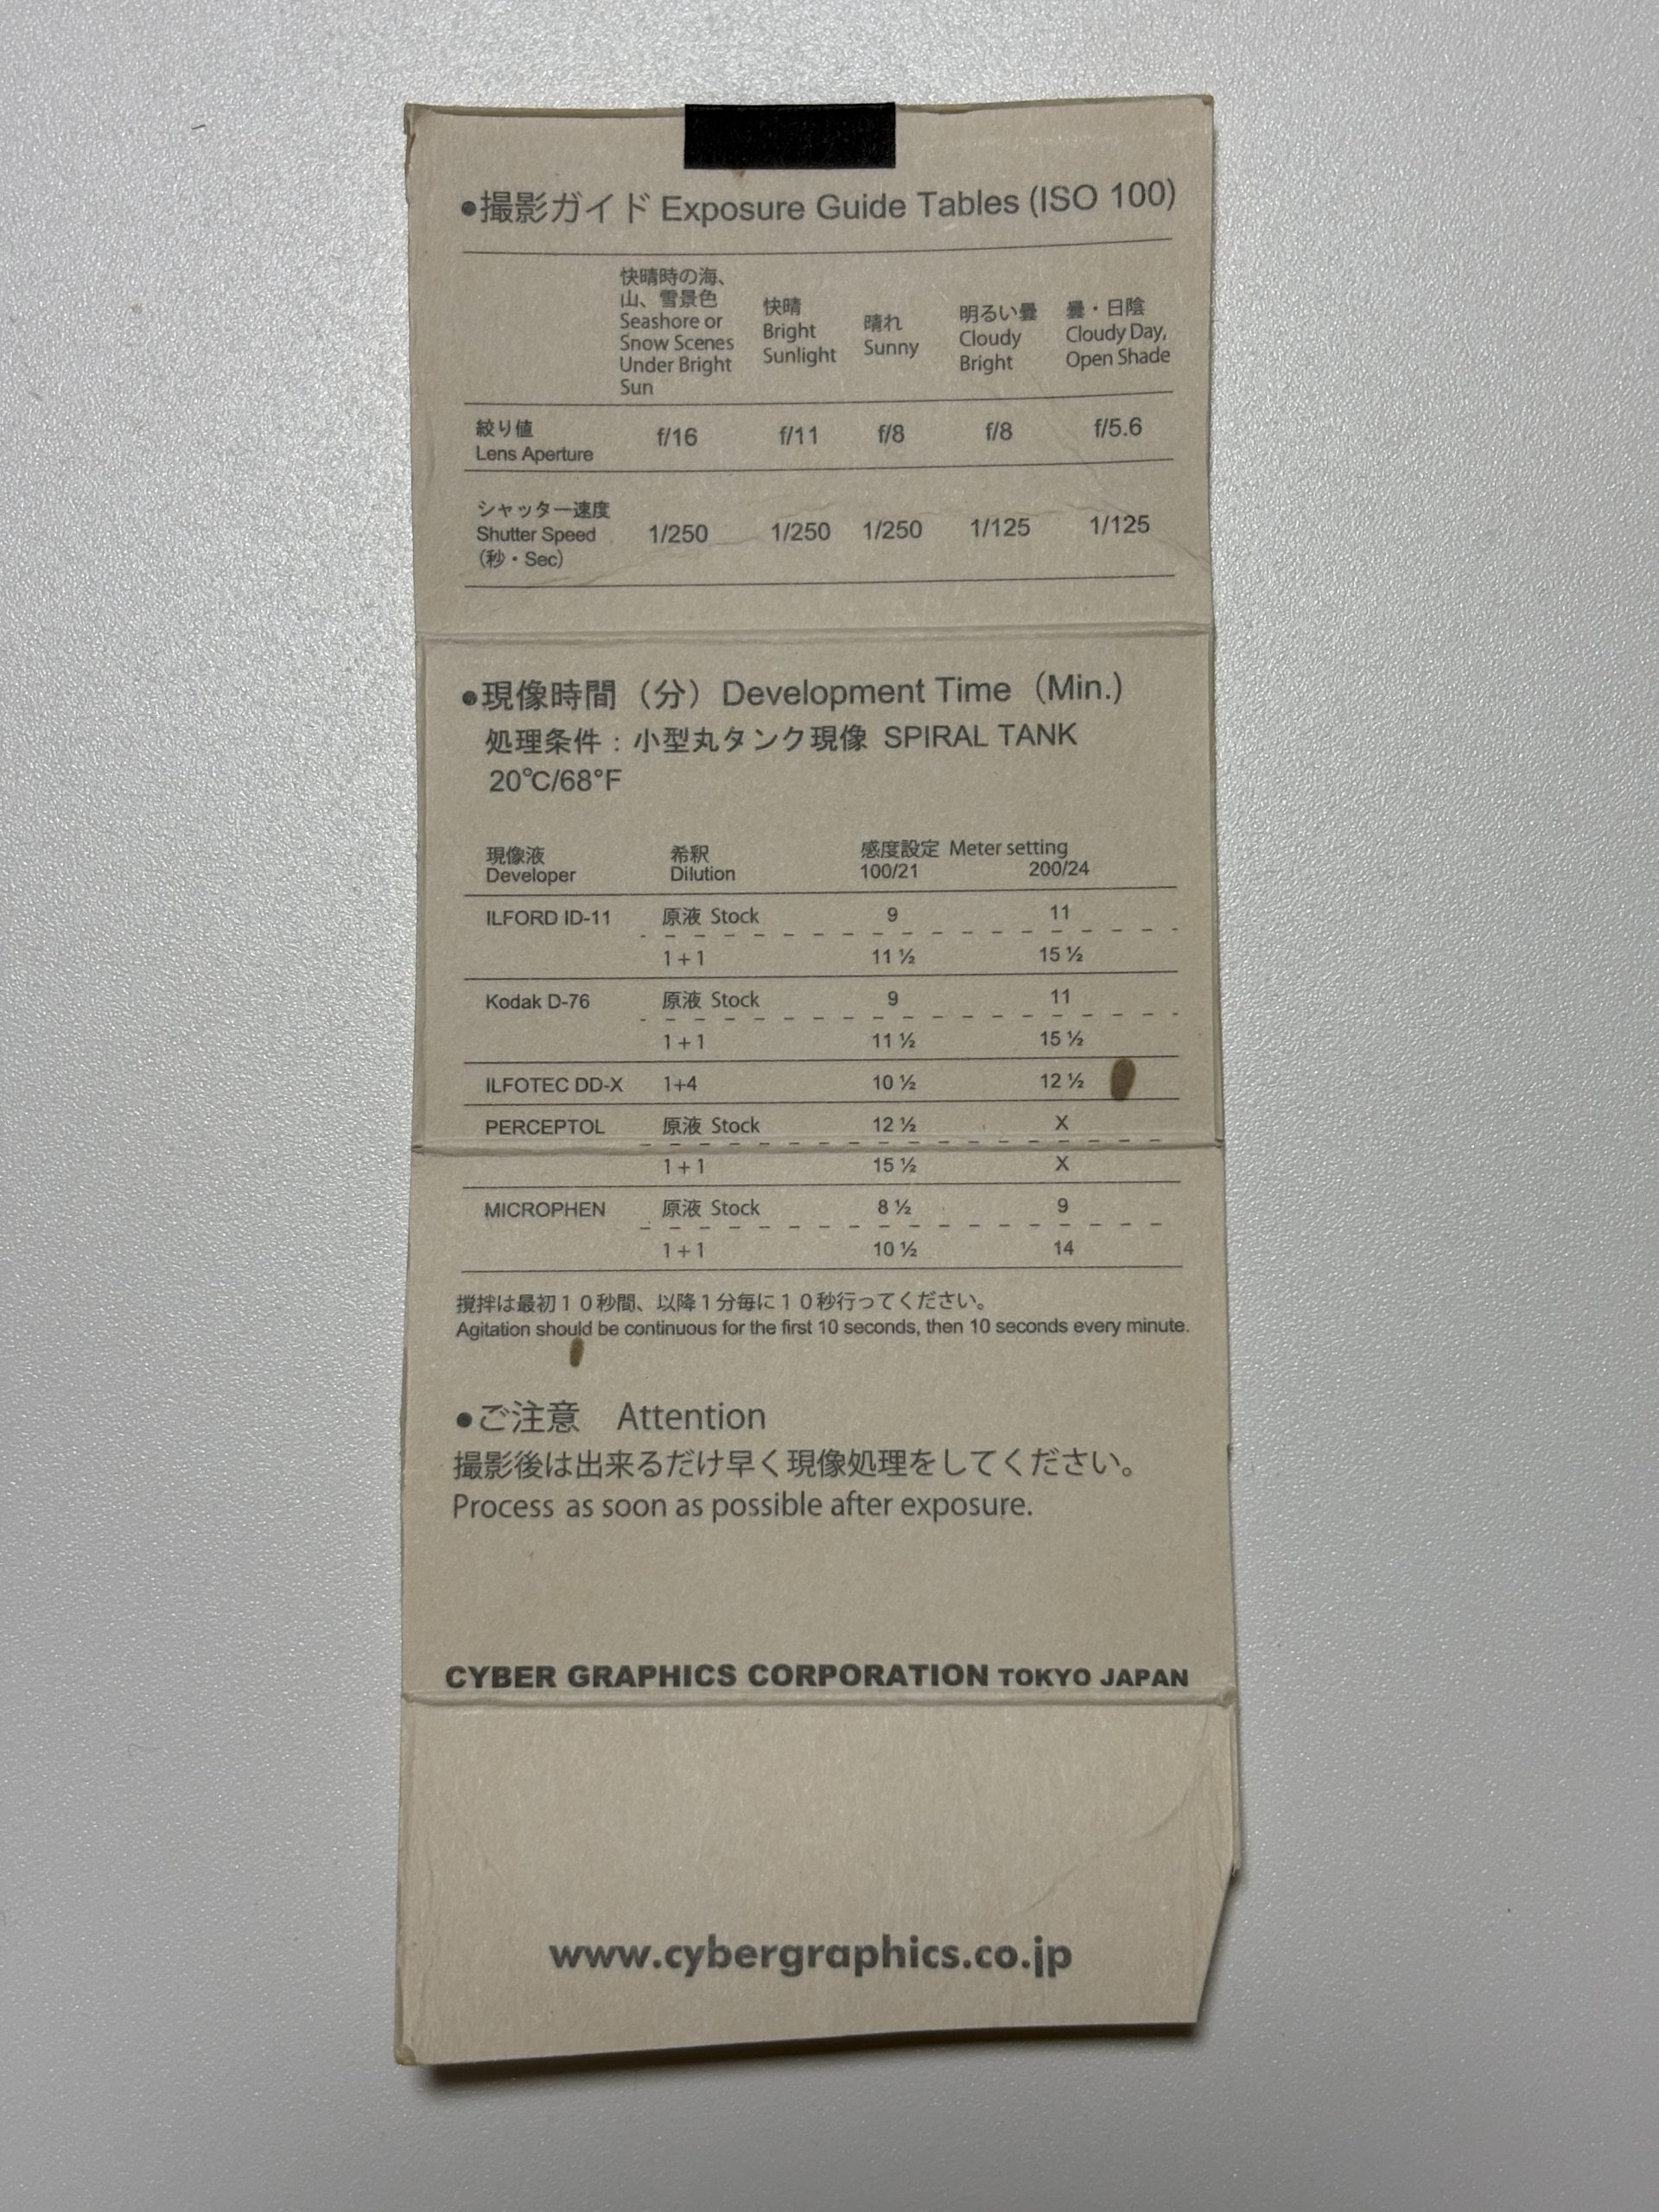 ●撮影ガイド Exposure Guide Tables (ISO 100)
快晴時の海、
山、雪景色
Seashore or
Snow Scenes
Under Bright
Sun
快晴
Bright
Sunlight
晴れ
Sunny
明るい曇
Cloudy
Bright
曇・日陰
Cloudy Day,
Open Shade
絞り値
Lens Aperture
f/16 f/11 f/8 f/8 f/5.6
シャッター速度
Shutter Speed
(秒・Sec)
1/250 1/250 1/250 1/125 1/125
●現像時間（分）Development Time（Min.)
処理条件：小型丸タンク現像 SPIRAL TANK
20℃/68°F
現像液
Developer
希釈
Dilution
感度設定 Meter setting
100/21 200/24
ILFORD ID-11 原液 Stock 9 11
1+1 11 ½ 15 ½
Kodak D-76 原液 Stock 9 11
1+1 11 ½ 15 ½
ILFOTEC DD-X 1+4 10 ½ 12 ½
PERCEPTOL 原液 Stock 12 ½ X
1+1 15 ½ X
MICROPHEN 原液 Stock 8 ½ 9
1+1 10 ½ 14
撹拌は最初１０秒間、以降１分毎に１０秒行ってください。
Agitation should be continuous for the first 10 seconds, then 10 seconds every minute.
●ご注意　Attention
撮影後は出来るだけ早く現像処理をしてください。
Process as soon as possible after exposure.
CYBER GRAPHICS CORPORATION TOKYO JAPAN
www.cybergraphics.co.jp